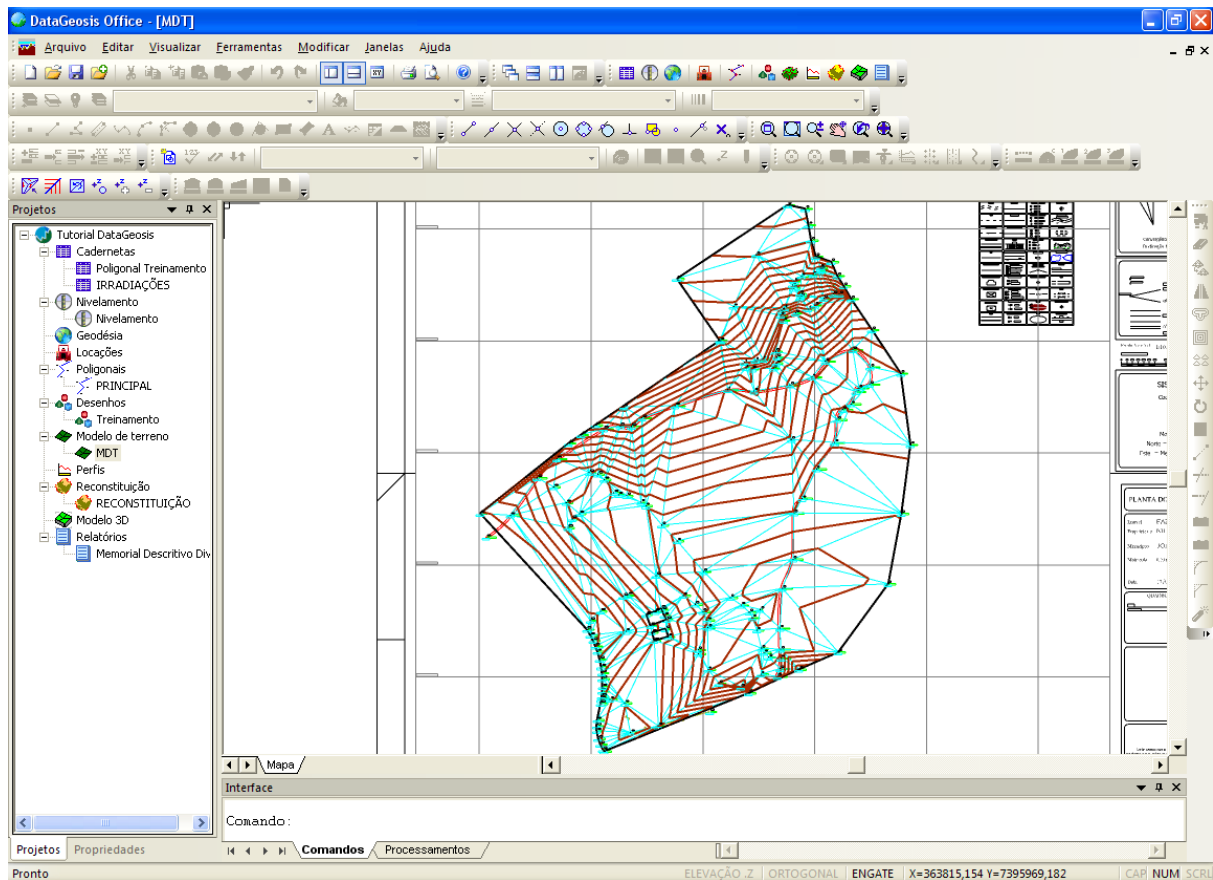 DataGeosis Office - [MDT]
Arquivo Editar Visualizar Ferramentas Modificar Janelas Ajuda
Projetos
Tutorial DataGeosis
Cadernetas
Poligonal Treinamento
IRRADIAÇÕES
Nivelamento
Nivelamento
Geodésia
Locações
Poligonais
PRINCIPAL
Desenhos
Treinamento
Modelo de terreno
MDT
Perfis
Reconstituição
RECONSTITUIÇÃO
Modelo 3D
Relatórios
Memorial Descritivo Div
PLANTA DO
Mapa
Interface
Comando:
Projetos Propriedades
Comandos Processamentos
Pronto
ELEVAÇÃO .Z ORTOGONAL ENGATE X=363815,154 Y=7395969,182 CAP NUM SCRL